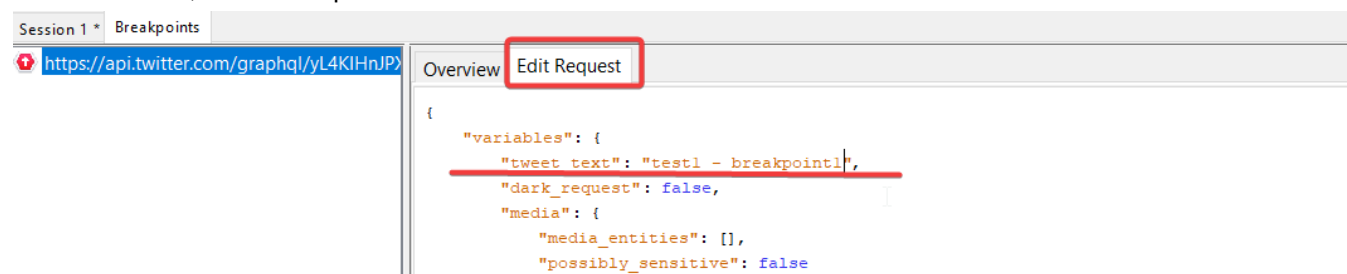 Session 1 * Breakpoints
https://api.twitter.com/graphql/yL4KIHnJPX
Overview Edit Request
{
"variables": {
"tweet_text": "test1 - breakpoint1",
"dark_request": false,
"media": {
"media_entities": [],
"possibly_sensitive": false